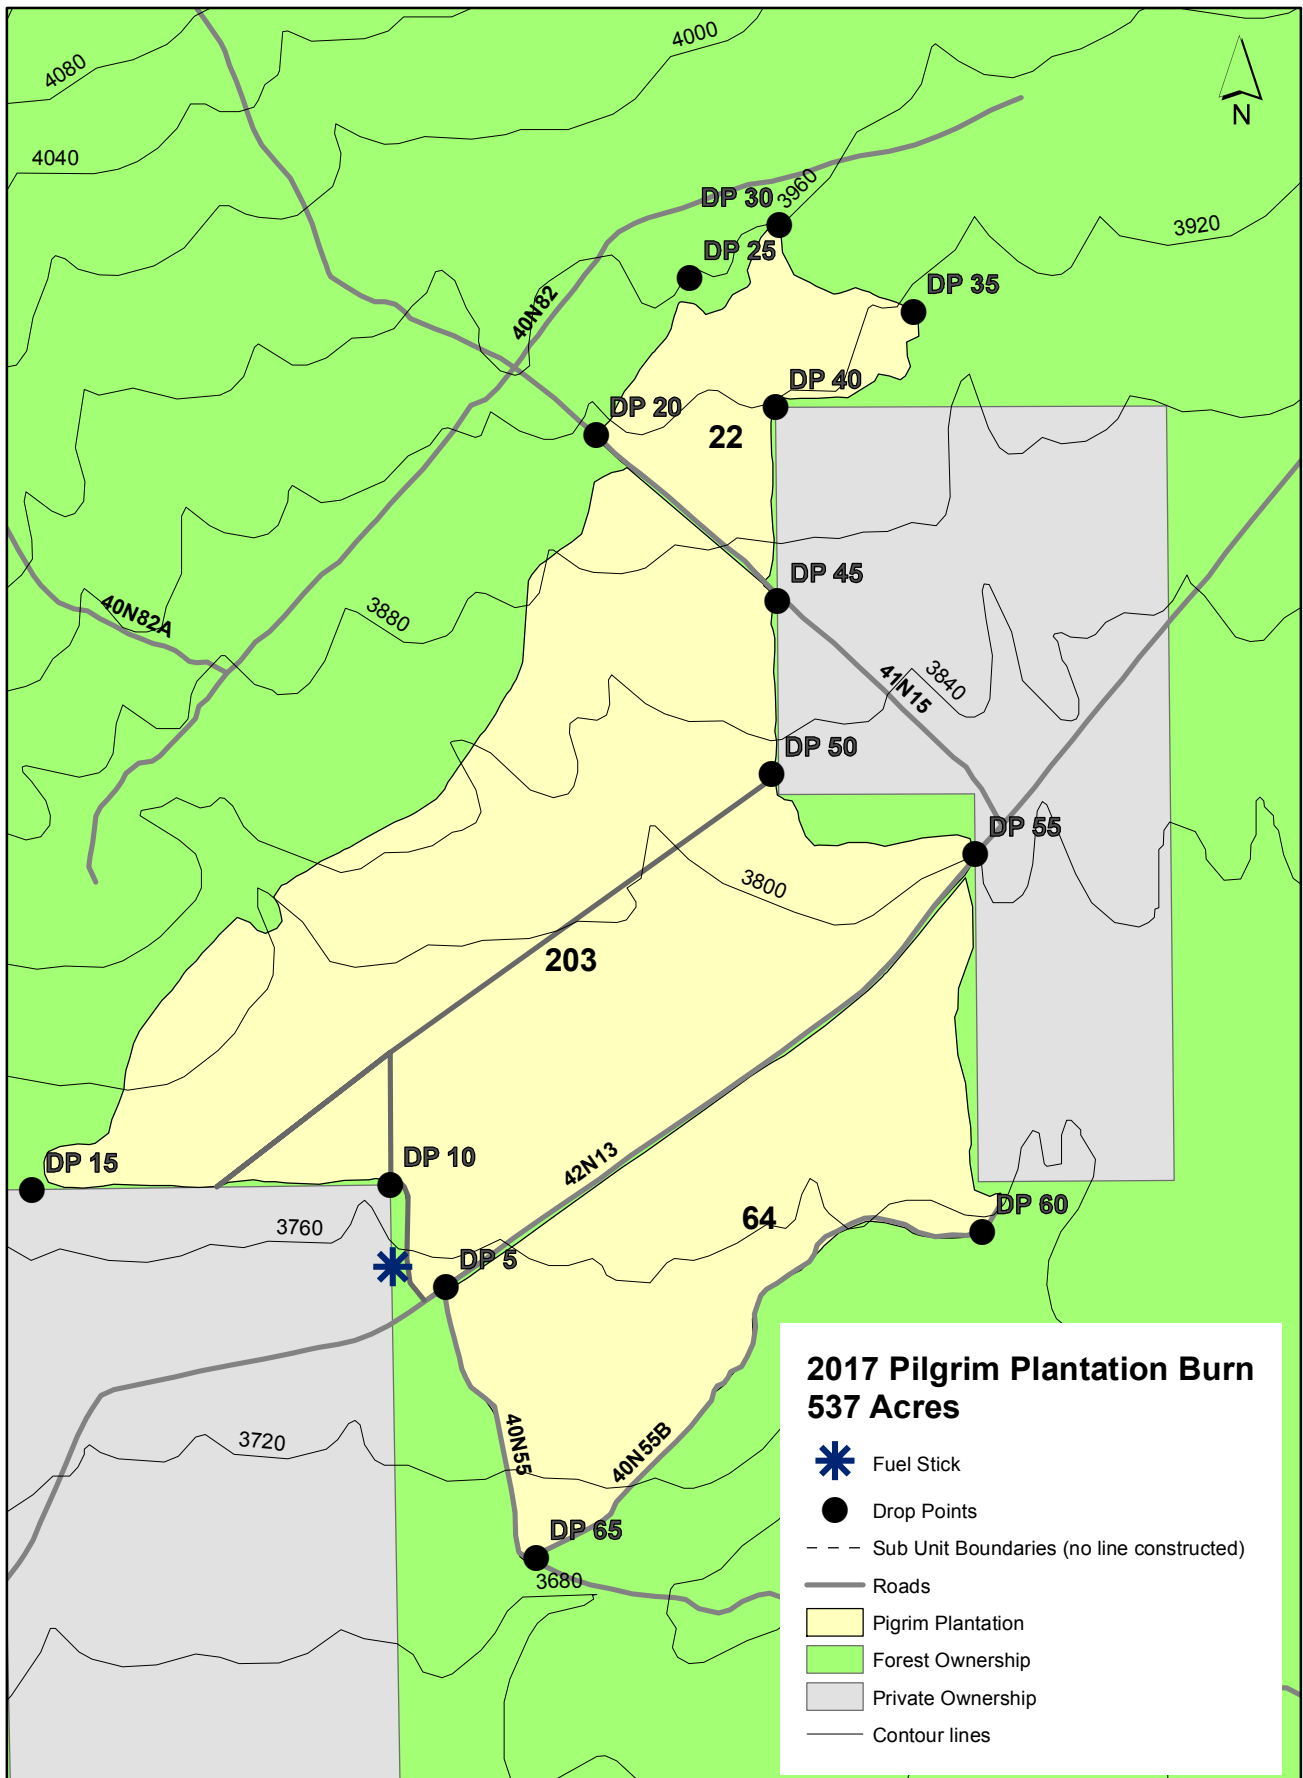 4000
4080
N
4040
3960
DP 30
3920
DP 25
DP 35
40N82
DP 40
DP 20
22
DP 45
40N82A
3880
3840
41N15
DP 50
DP 55
3800
203
DP 10
DP 15
42N13
DP 60
64
3760
DP 5
2017 Pilgrim Plantation Burn
537 Acres
Fuel Stick
Drop Points
Sub Unit Boundaries (no line constructed)
Roads
Pigrim Plantation
Forest Ownership
Private Ownership
Contour lines
3720
40N55
40N55B
DP 65
3680